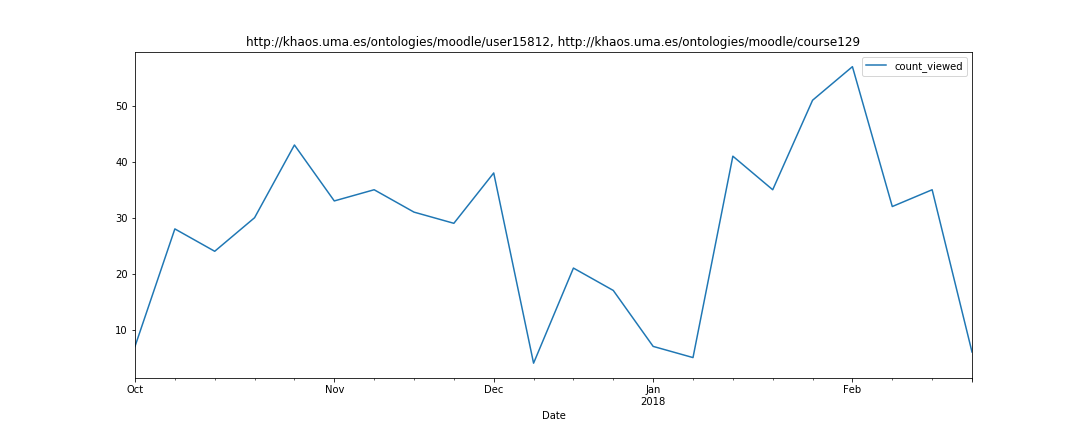 http://khaos.uma.es/ontologies/moodle/user15812, http://khaos.uma.es/ontologies/moodle/course129
count_viewed
50
40
30
20
10
Oct Nov Dec Jan Feb
2018
Date